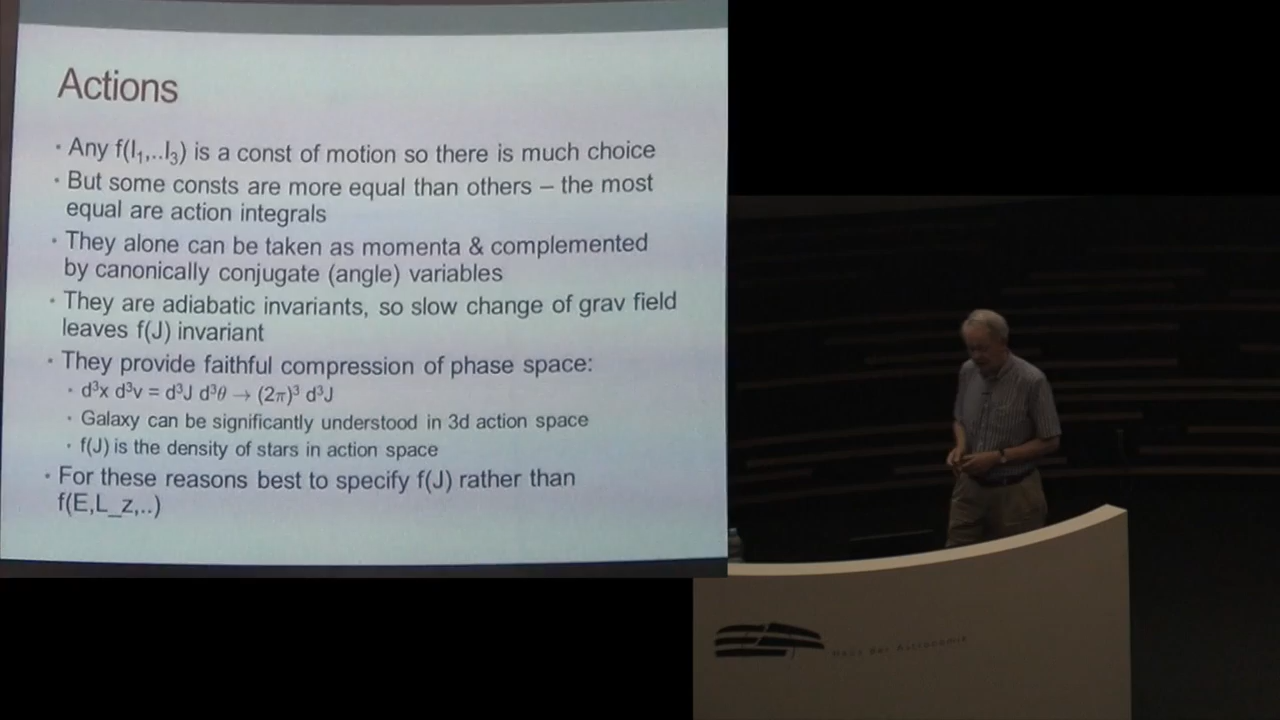 Actions
• Any f(I₁,..I₃) is a const of motion so there is much choice
• But some consts are more equal than others – the most
equal are action integrals
• They alone can be taken as momenta & complemented
by canonically conjugate (angle) variables
• They are adiabatic invariants, so slow change of grav field
leaves f(J) invariant
• They provide faithful compression of phase space:
• d³x d³v = d³J d³θ → (2π)³ d³J
• Galaxy can be significantly understood in 3d action space
• f(J) is the density of stars in action space
• For these reasons best to specify f(J) rather than
f(E,L_z,..)
Haus der Astronomie